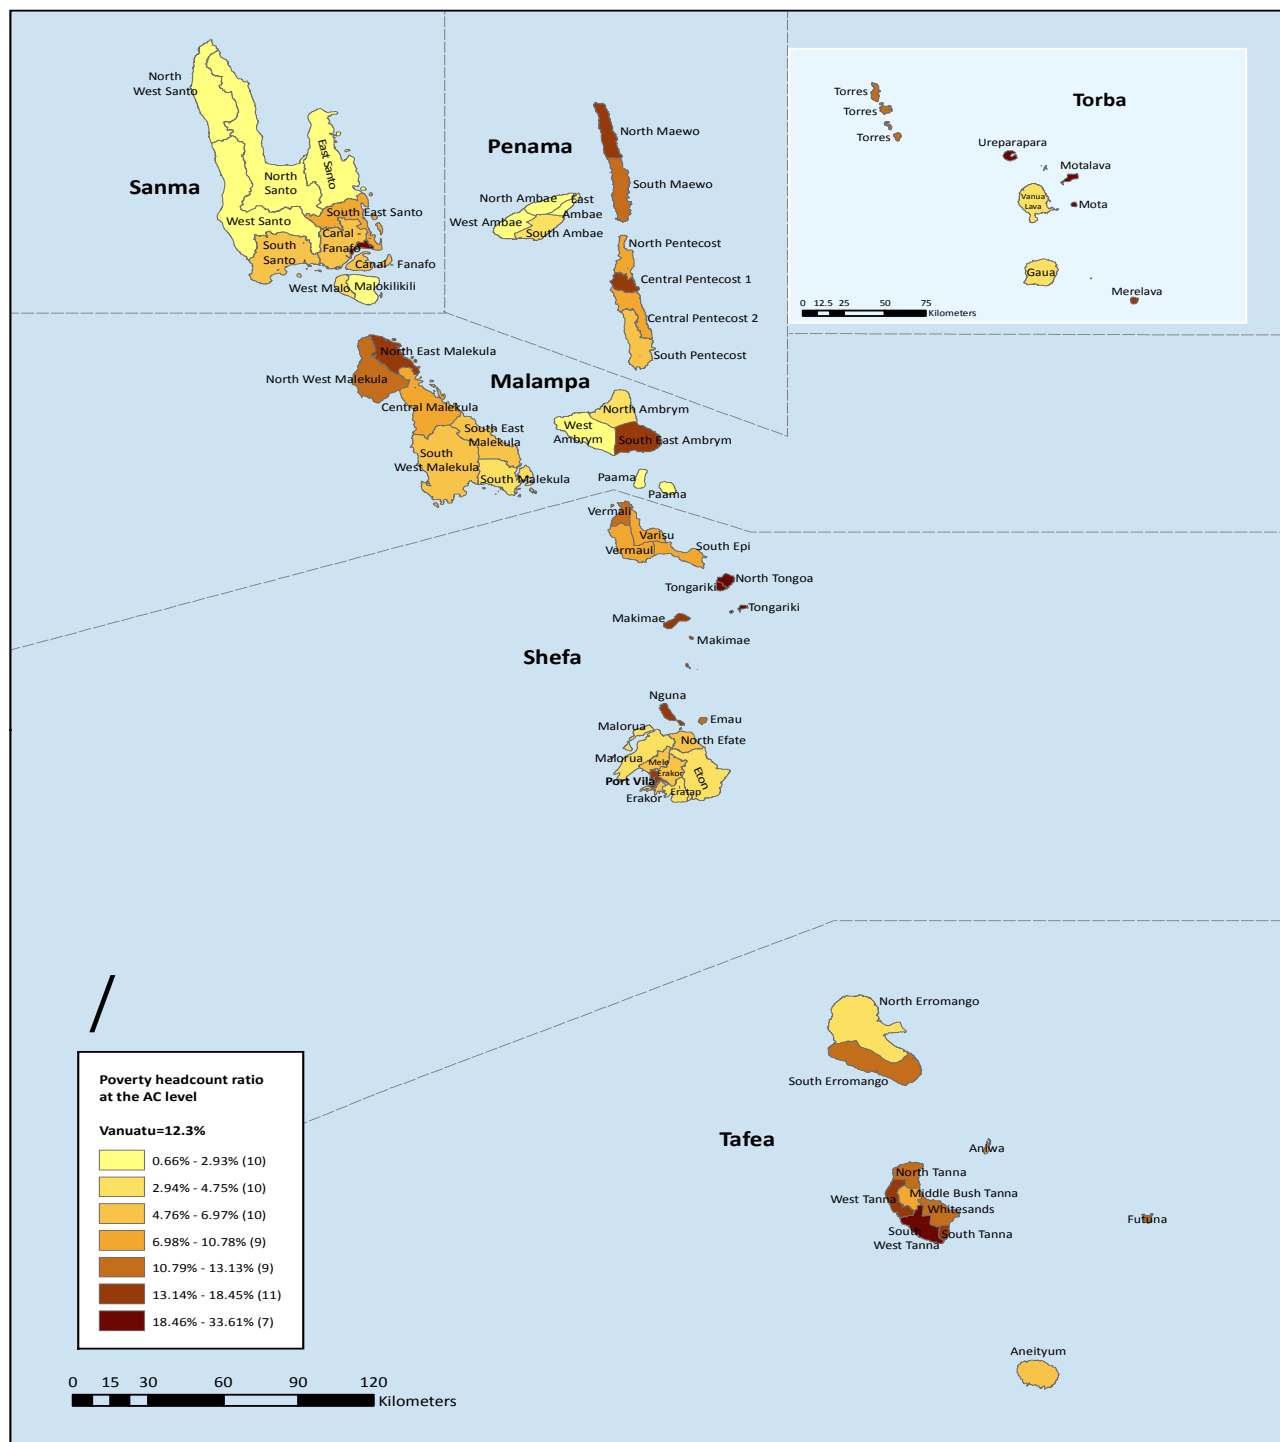 North
West Santo
East Santo
North
Santo
Sanma
West Santo
South East Santo
Canal -
Fanafo
South
Santo
Canal - Fanafo
West Malo
Malokilikili
Penama
North Maewo
South Maewo
North Ambae
East
Ambae
West Ambae
South Ambae
North Pentecost
Central Pentecost 1
Central Pentecost 2
South Pentecost
Torba
Torres
Torres
Torres
Ureparapara
Motalava
Vanua
Lava
Mota
Gaua
Merelava
0 12.5 25 50 75
Kilometers
North East Malekula
North West Malekula
Malampa
Central Malekula
South East
Malekula
South
West Malekula
South Malekula
North Ambrym
West
Ambrym
South East Ambrym
Paama
Paama
Vermali
Varisu
Vermaul
South Epi
North Tongoa
Tongariki
Tongariki
Makimae
Makimae
Shefa
Nguna
Emau
Malorua
North Efate
Malorua
Mele
Erakor
Eton
Port Vila
Eratap
Erakor
North Erromango
South Erromango
Tafea
Aniwa
North Tanna
Middle Bush Tanna
West Tanna
Whitesands
South
West Tanna
South Tanna
Futuna
Aneityum
Poverty headcount ratio
at the AC level
Vanuatu=12.3%
0.66% - 2.93% (10)
2.94% - 4.75% (10)
4.76% - 6.97% (10)
6.98% - 10.78% (9)
10.79% - 13.13% (9)
13.14% - 18.45% (11)
18.46% - 33.61% (7)
0 15 30 60 90 120
Kilometers